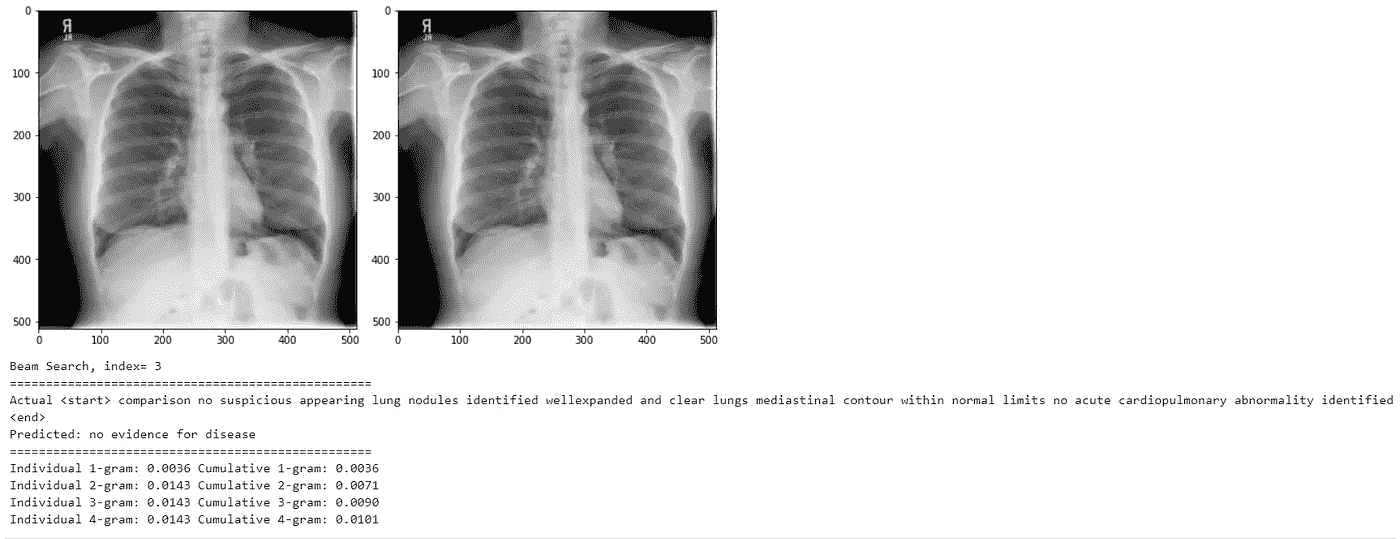 0
100
200
300
400
500
0 100 200 300 400 500
R
0
100
200
300
400
500
0 100 200 300 400 500
R
Beam Search, index= 3
==================================================
Actual <start> comparison no suspicious appearing lung nodules identified wellexpanded and clear lungs mediastinal contour within normal limits no acute cardiopulmonary abnormality identified
<end>
Predicted: no evidence for disease
==================================================
Individual 1-gram: 0.0036 Cumulative 1-gram: 0.0036
Individual 2-gram: 0.0143 Cumulative 2-gram: 0.0071
Individual 3-gram: 0.0143 Cumulative 3-gram: 0.0090
Individual 4-gram: 0.0143 Cumulative 4-gram: 0.0101